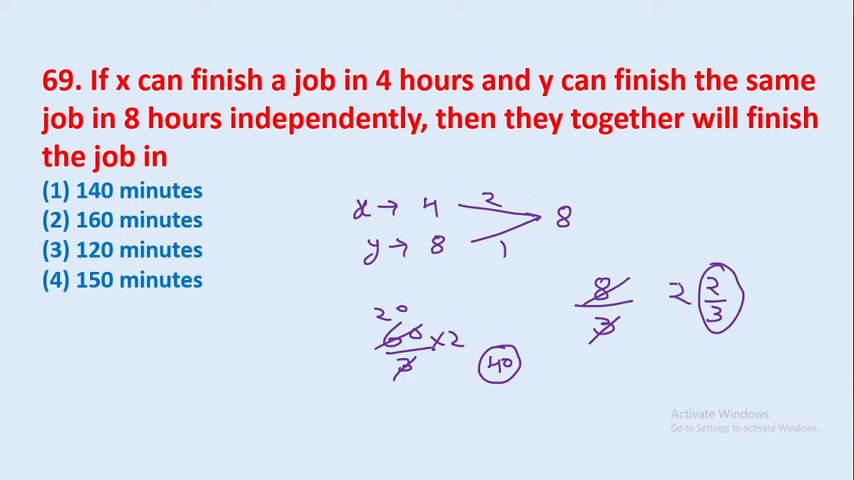 69. If x can finish a job in 4 hours and y can finish the same
job in 8 hours independently, then they together will finish
the job in
(1) 140 minutes
(2) 160 minutes
(3) 120 minutes
(4) 150 minutes
x → 4 2 8
y → 8 1
8/3 2 2/3
20
60/3 x2 40
Activate Windows
Go to Settings to activate Windows.